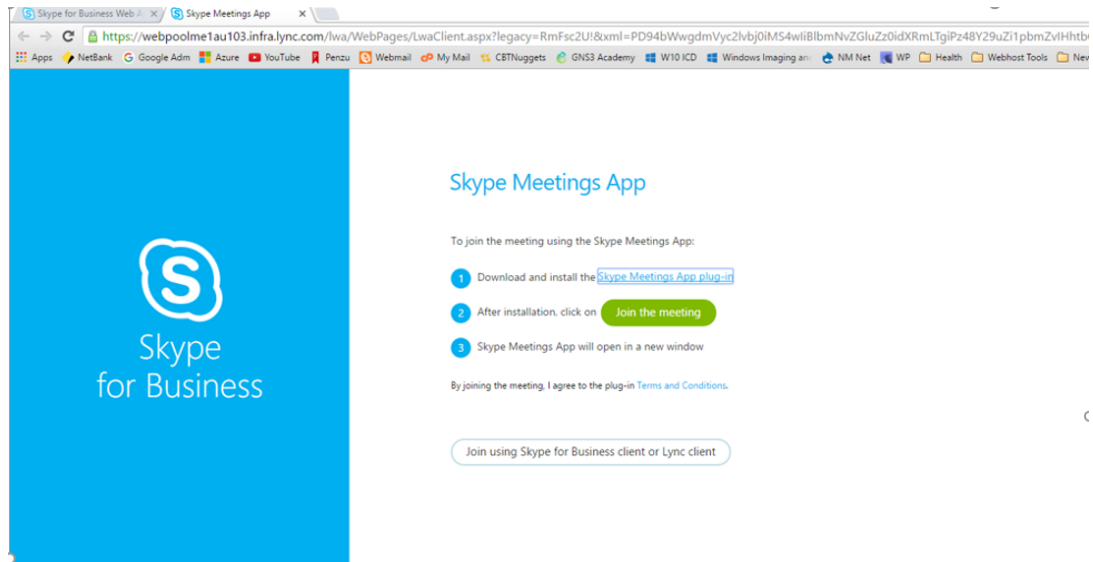 Skype for Business Web A
Skype Meetings App
https://webpoolme1au103.infra.lync.com/lwa/WebPages/LwaClient.aspx?legacy=RmFsc2U!&xml=
Apps NetBank Google Adm Azure YouTube Penzu Webmail My Mail CBTNuggets GNS3 Academy W10 ICD Windows Imaging an NM Net WP Health Webhost Tools New
Skype Meetings App
To join the meeting using the Skype Meetings App:
1 Download and install the Skype Meetings App plug-in
2 After installation, click on Join the meeting
3 Skype Meetings App will open in a new window
By joining the meeting, I agree to the plug-in Terms and Conditions.
Join using Skype for Business client or Lync client
S
Skype
for Business